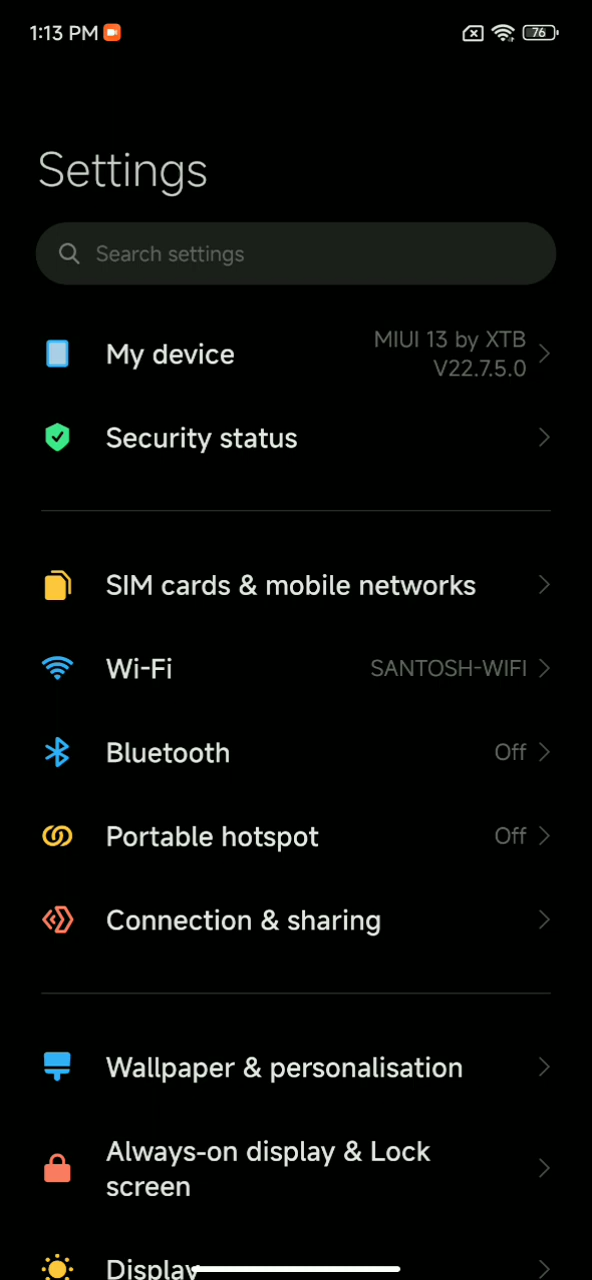 1:13 PM
76
Settings
Search settings
My device
MIUI 13 by XTB
V22.7.5.0
Security status
SIM cards & mobile networks
Wi-Fi
SANTOSH-WIFI
Bluetooth
Off
Portable hotspot
Off
Connection & sharing
Wallpaper & personalisation
Always-on display & Lock
screen
Display